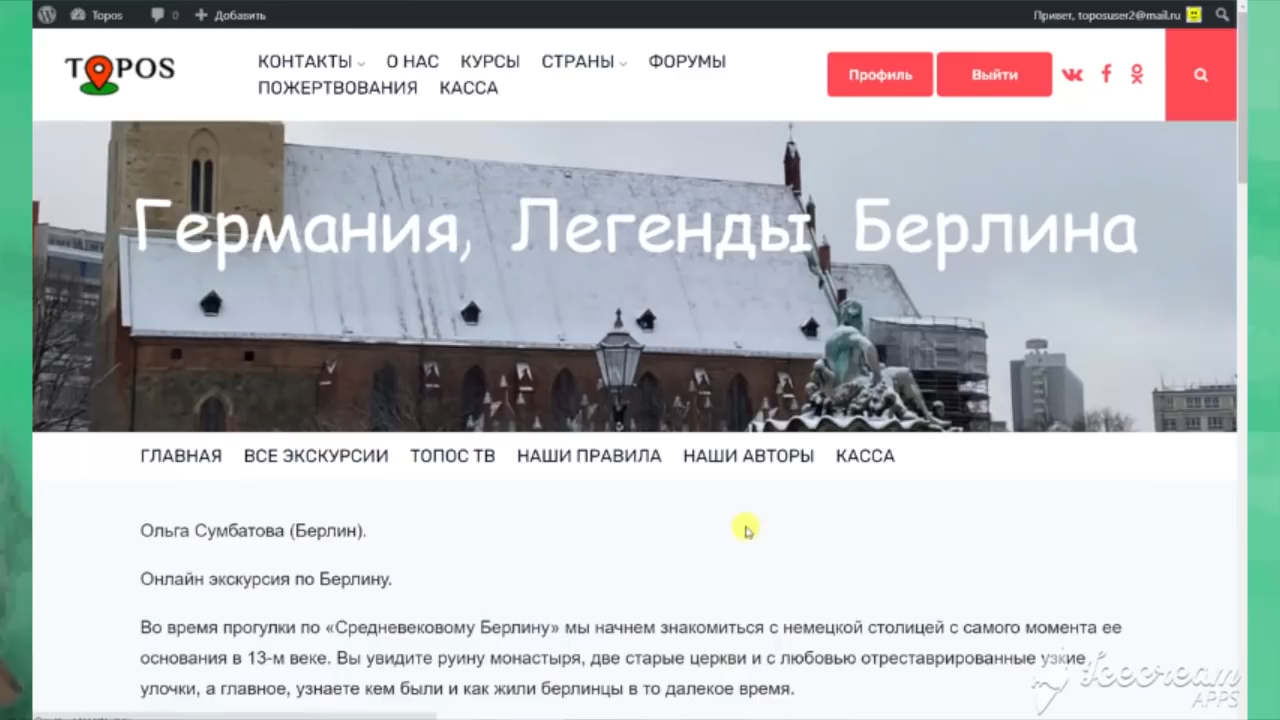 Topos
0
Добавить
Привет, toposuser2@mail.ru
TOPOS
КОНТАКТЫ
О НАС
КУРСЫ
СТРАНЫ
ФОРУМЫ
ПОЖЕРТВОВАНИЯ
КАССА
Профиль
Выйти
Германия, Легенды Берлина
ГЛАВНАЯ
ВСЕ ЭКСКУРСИИ
ТОПОС ТВ
НАШИ ПРАВИЛА
НАШИ АВТОРЫ
КАССА
Ольга Сумбатова (Берлин).
Онлайн экскурсия по Берлину.
Во время прогулки по «Средневековому Берлину» мы начнем знакомиться с немецкой столицей с самого момента ее
основания в 13-м веке. Вы увидите руину монастыря, две старые церкви и с любовью отреставрированные узкие
улочки, а главное, узнаете кем были и как жили берлинцы в то далекое время.
Icecream
APPS